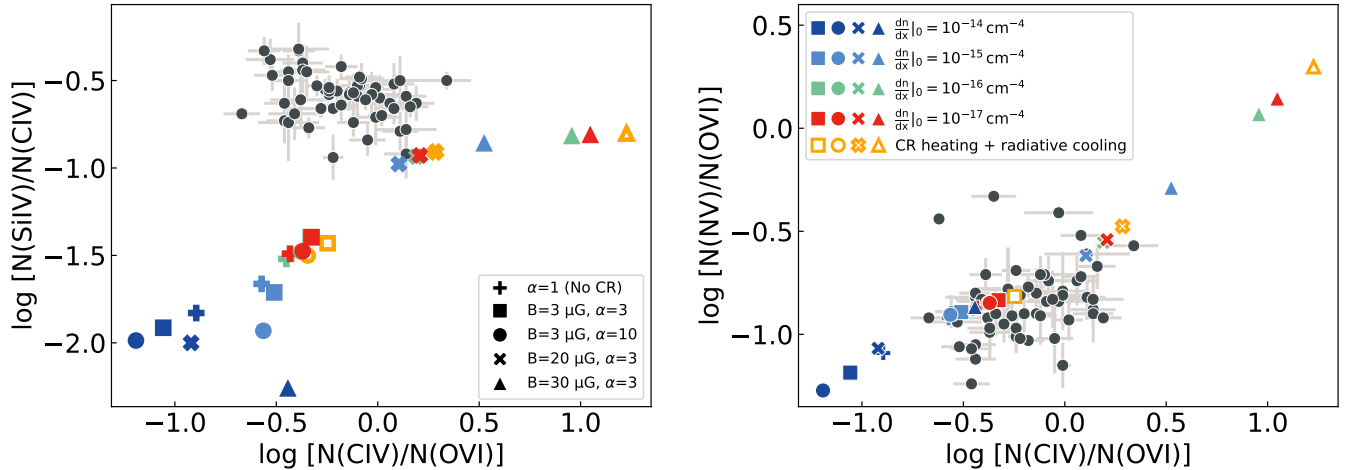 log [N(SiIV)/N(CIV)]
−0.5
−1.0
−1.5
−2.0
α=1 (No CR)
B=3 μG, α=3
B=3 μG, α=10
B=20 μG, α=3
B=30 μG, α=3
−1.0 −0.5 0.0 0.5 1.0
log [N(CIV)/N(OVI)]
log [N(NV)/N(OVI)]
0.5
0.0
−0.5
−1.0
dn/dx|₀ = 10⁻¹⁴ cm⁻⁴
dn/dx|₀ = 10⁻¹⁵ cm⁻⁴
dn/dx|₀ = 10⁻¹⁶ cm⁻⁴
dn/dx|₀ = 10⁻¹⁷ cm⁻⁴
CR heating + radiative cooling
−1.0 −0.5 0.0 0.5 1.0
log [N(CIV)/N(OVI)]